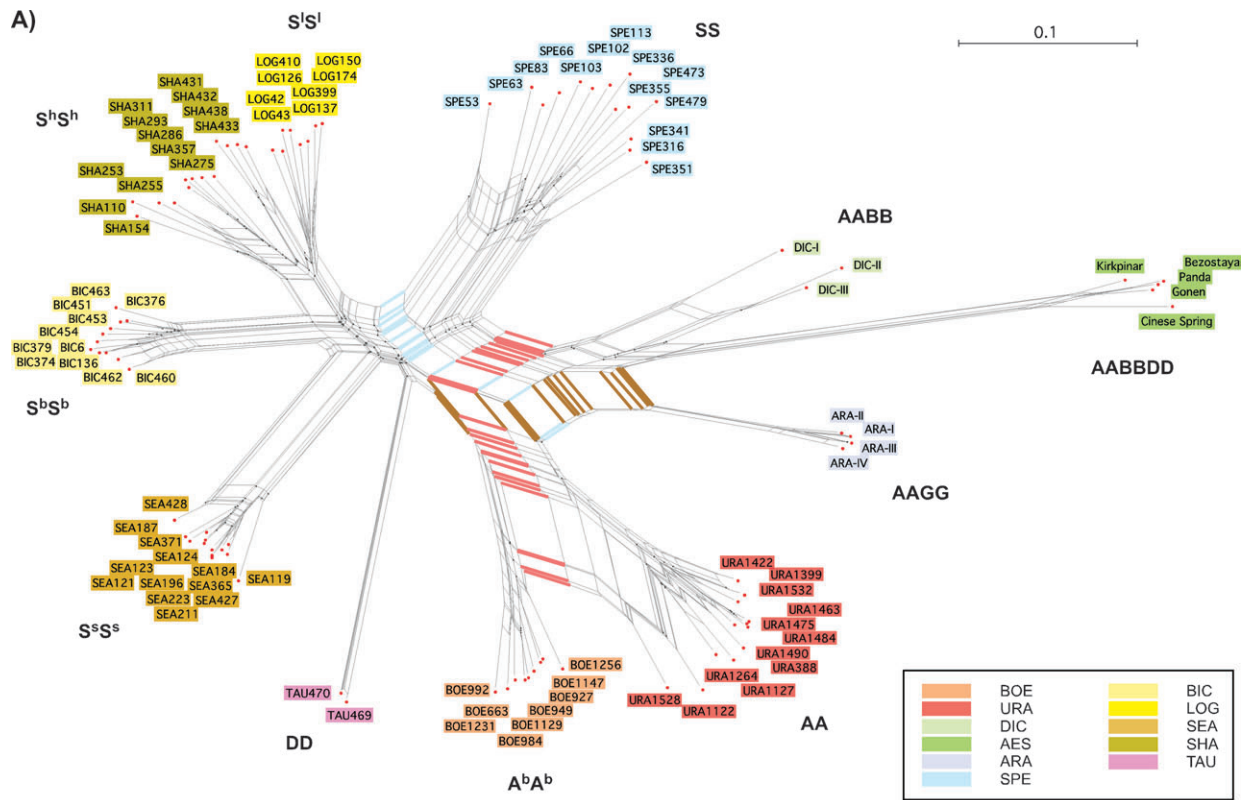 A)
SˡSˡ
LOG410
LOG150
LOG126
LOG174
LOG42
LOG399
LOG43
LOG137
SʰSʰ
SHA431
SHA432
SHA311
SHA438
SHA293
SHA433
SHA286
SHA357
SHA275
SHA253
SHA255
SHA110
SHA154
SS
SPE113
SPE66
SPE102
SPE83
SPE336
SPE63
SPE103
SPE473
SPE53
SPE355
SPE479
SPE341
SPE316
SPE351
0.1
AABB
DIC-I
DIC-II
DIC-III
Kirkpinar
Bezostaya
Panda
Gonen
Cinese Spring
AABBDD
BIC463
BIC376
BIC451
BIC453
BIC454
BIC379
BIC6
BIC374
BIC136
BIC462
BIC460
SᵇSᵇ
ARA-II
ARA-I
ARA-III
ARA-IV
AAGG
SEA428
SEA187
SEA371
SEA124
SEA123
SEA184
SEA119
SEA121
SEA196
SEA365
SEA223
SEA427
SEA211
SˢSˢ
TAU470
TAU469
DD
BOE1256
BOE992
BOE1147
BOE927
BOE663
BOE949
BOE1231
BOE1129
BOE984
AᵇAᵇ
URA1422
URA1399
URA1532
URA1463
URA1475
URA1484
URA1490
URA388
URA1264
URA1127
URA1528
URA1122
AA
BOE BIC
URA LOG
DIC SEA
AES SHA
ARA TAU
SPE